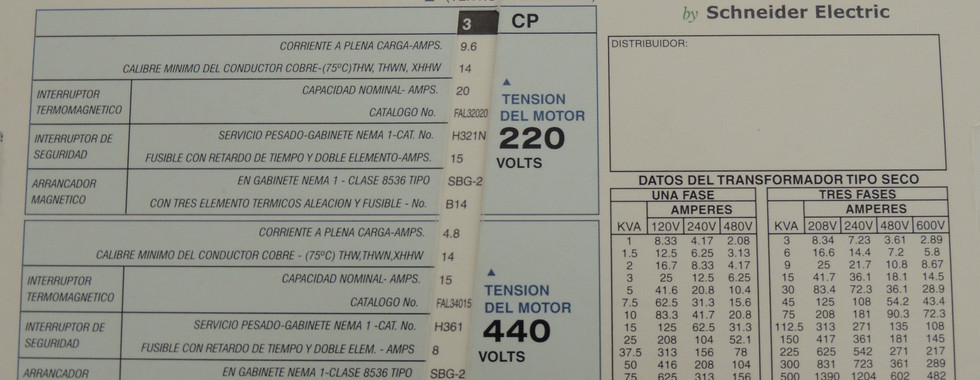 by Schneider Electric
3 CP
CORRIENTE A PLENA CARGA-AMPS. 9.6
CALIBRE MINIMO DEL CONDUCTOR COBRE-(75ºC)THW, THWN, XHHW 14
INTERRUPTOR TERMOMAGNETICO
CAPACIDAD NOMINAL- AMPS. 20
CATALOGO No. FAL32020
INTERRUPTOR DE SEGURIDAD
SERVICIO PESADO-GABINETE NEMA 1-CAT. No. H321N
FUSIBLE CON RETARDO DE TIEMPO Y DOBLE ELEMENTO-AMPS. 15
ARRANCADOR MAGNETICO
EN GABINETE NEMA 1 - CLASE 8536 TIPO SBG-2
CON TRES ELEMENTO TERMICOS ALEACION Y FUSIBLE - No. B14
TENSION
DEL MOTOR
220
VOLTS
CORRIENTE A PLENA CARGA-AMPS. 4.8
CALIBRE MINIMO DEL CONDUCTOR COBRE - (75ºC) THW,THWN,XHHW 14
INTERRUPTOR TERMOMAGNETICO
CAPACIDAD NOMINAL- AMPS. 15
CATALOGO No. FAL34015
INTERRUPTOR DE SEGURIDAD
SERVICIO PESADO-GABINETE NEMA 1 -CAT. No. H361
FUSIBLE CON RETARDO DE TIEMPO Y DOBLE ELEM. - AMPS 8
ARRANCADOR
EN GABINETE NEMA 1-CLASE 8536 TIPO SBG-2
TENSION
DEL MOTOR
440
VOLTS
DISTRIBUIDOR:
DATOS DEL TRANSFORMADOR TIPO SECO
UNA FASE
AMPERES
KVA 120V 240V 480V
1 8.33 4.17 2.08
1.5 12.5 6.25 3.13
2 16.7 8.33 4.17
3 25 12.5 6.25
5 41.6 20.8 10.4
7.5 62.5 31.3 15.6
10 83.3 41.7 20.8
15 125 62.5 31.3
25 208 104 52.1
37.5 313 156 78
50 416 208 104
75 625 313 156
TRES FASES
AMPERES
KVA 208V 240V 480V 600V
3 8.34 7.23 3.61 2.89
6 16.6 14.4 7.2 5.8
9 25 21.7 10.8 8.67
15 41.7 36.1 18.1 14.5
30 83.4 72.3 36.1 28.9
45 125 108 54.2 43.4
75 208 181 90.3 72.3
112.5 313 271 135 108
150 417 361 181 145
225 625 542 271 217
300 831 723 361 289
500 1390 1204 602 482